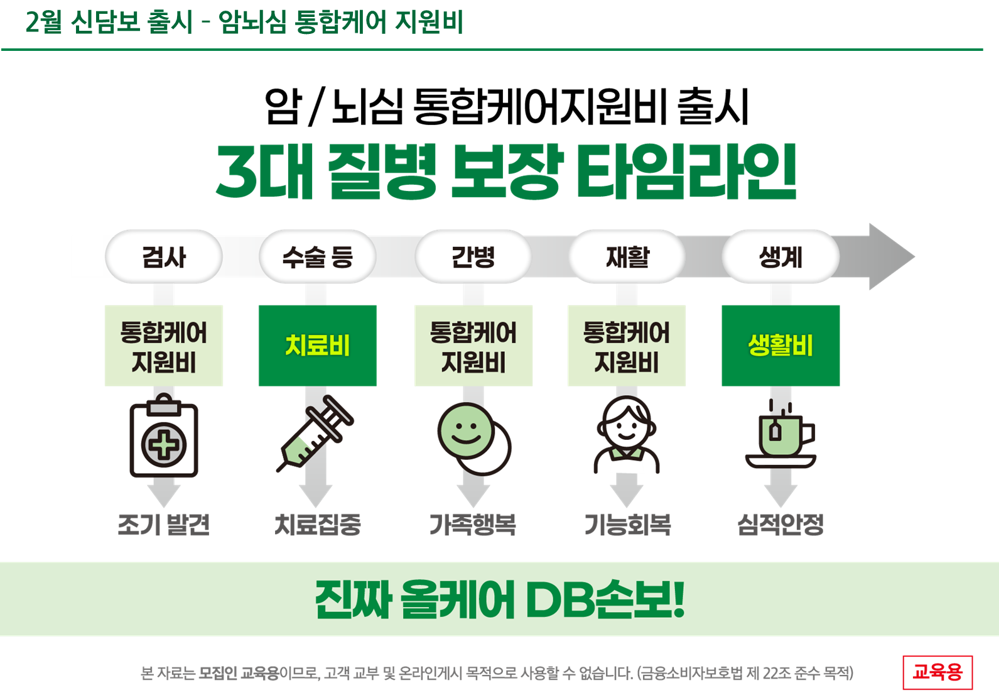 2월 신담보 출시 - 암뇌심 통합케어 지원비
암 / 뇌심 통합케어지원비 출시
3대 질병 보장 타임라인
검사
수술 등
간병
재활
생계
통합케어
지원비
치료비
통합케어
지원비
통합케어
지원비
생활비
조기 발견
치료집중
가족행복
기능회복
심적안정
진짜 올케어 DB손보!
본 자료는 모집인 교육용이므로, 고객 교부 및 온라인게시 목적으로 사용할 수 없습니다. (금융소비자보호법 제 22조 준수 목적)
교육용